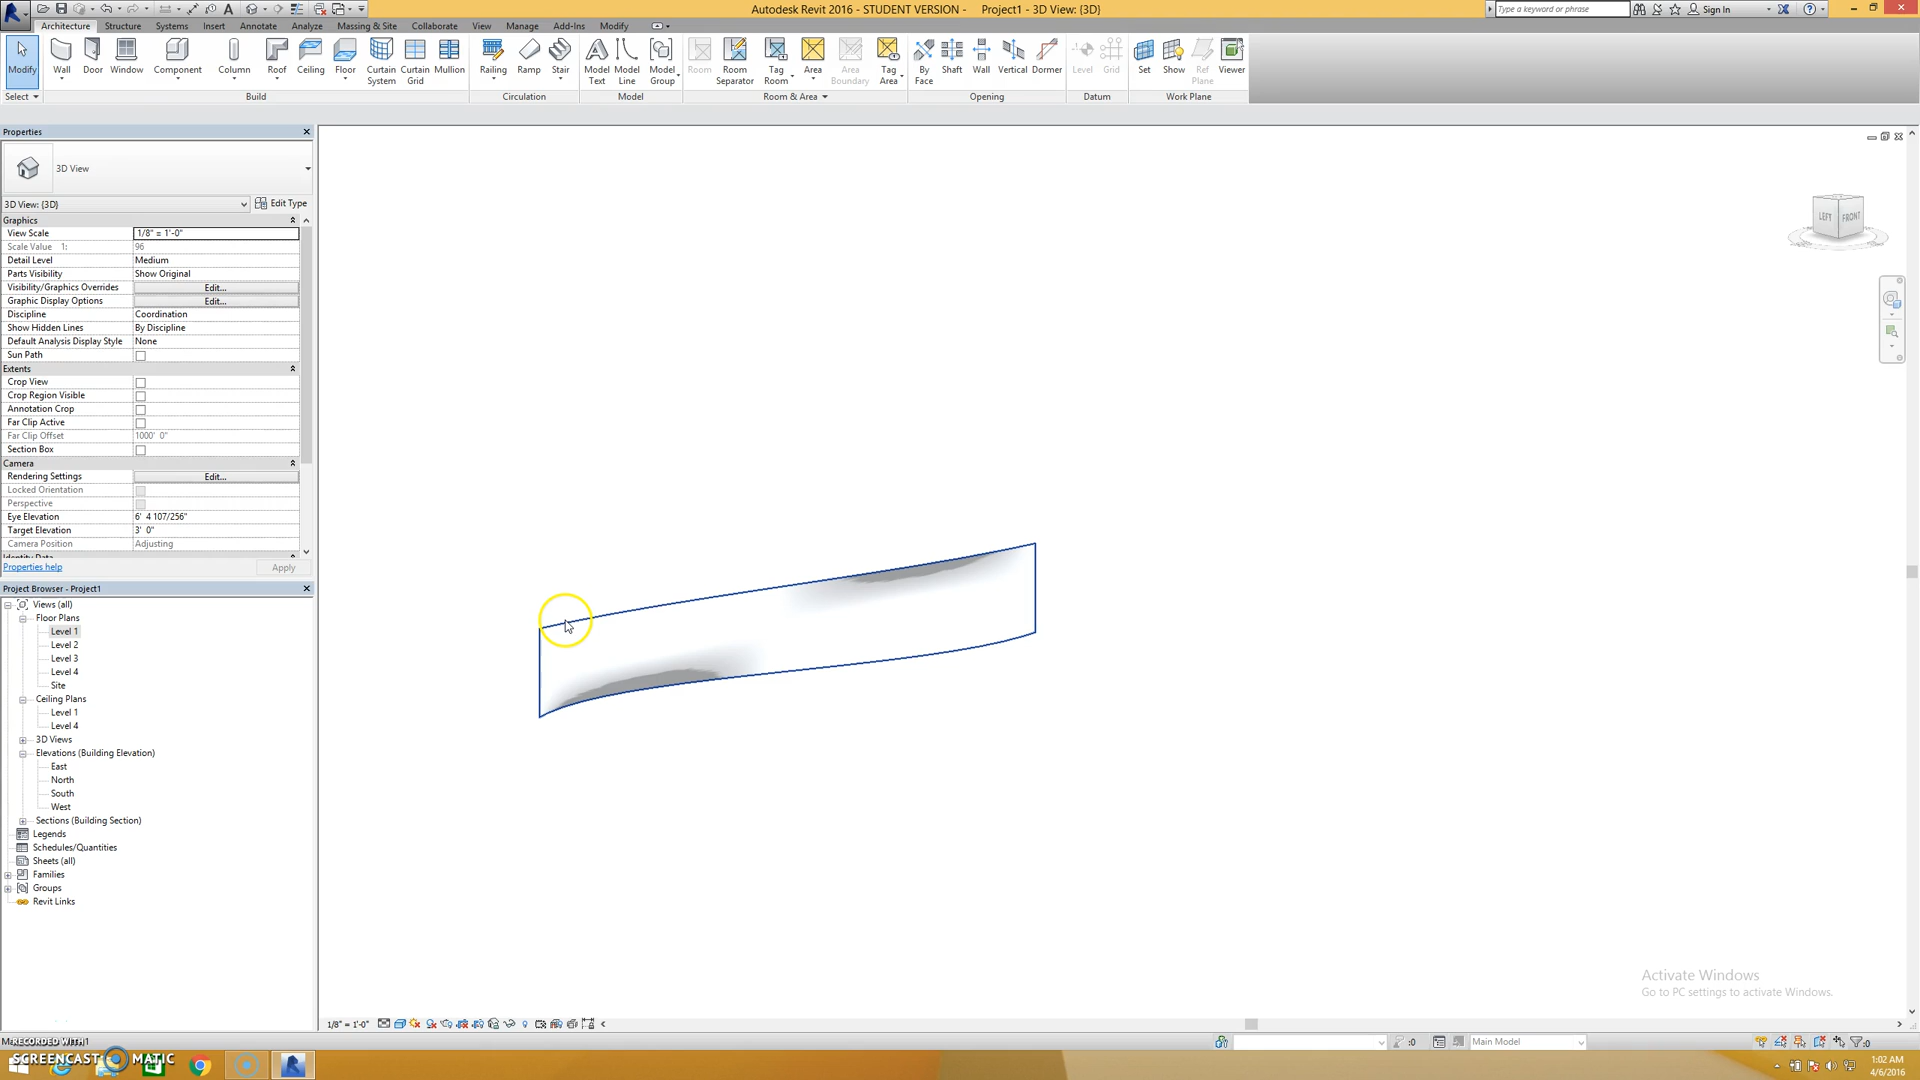 Autodesk Revit 2016 - STUDENT VERSION - Project1 - 3D View: {3D}
Type a keyword or phrase
Sign In
Architecture Structure Systems Insert Annotate Analyze Massing & Site Collaborate View Manage Add-Ins Modify
Modify Wall Door Window Component Column Roof Ceiling Floor Curtain System Curtain Grid Mullion Railing Ramp Stair Model Text Model Line Model Group Room Room Separator Tag Room Area Area Boundary Tag Area By Face Shaft Wall Vertical Dormer Level Grid Set Show Ref Plane Viewer
Select Build Circulation Model Room & Area Opening Datum Work Plane
Properties
3D View
3D View: {3D} Edit Type
Graphics
View Scale 1/8" = 1'-0"
Scale Value 1: 96
Detail Level Medium
Parts Visibility Show Original
Visibility/Graphics Overrides Edit...
Graphic Display Options Edit...
Discipline Coordination
Show Hidden Lines By Discipline
Default Analysis Display Style None
Sun Path
Extents
Crop View
Crop Region Visible
Annotation Crop
Far Clip Active
Far Clip Offset 1000' 0"
Section Box
Camera
Rendering Settings Edit...
Locked Orientation
Perspective
Eye Elevation 6' 4 107/256"
Target Elevation 3' 0"
Camera Position Adjusting
Identity Data
Properties help Apply
Project Browser - Project1
Views (all)
Floor Plans
Level 1
Level 2
Level 3
Level 4
Site
Ceiling Plans
Level 1
Level 4
3D Views
Elevations (Building Elevation)
East
North
South
West
Sections (Building Section)
Legends
Schedules/Quantities
Sheets (all)
Families
Groups
Revit Links
LEFT FRONT
Activate Windows
Go to PC settings to activate Windows.
1/8" = 1'-0"
:0 Main Model :0
RECORDED WITH
SCREENCAST MATIC
1:02 AM
4/6/2016